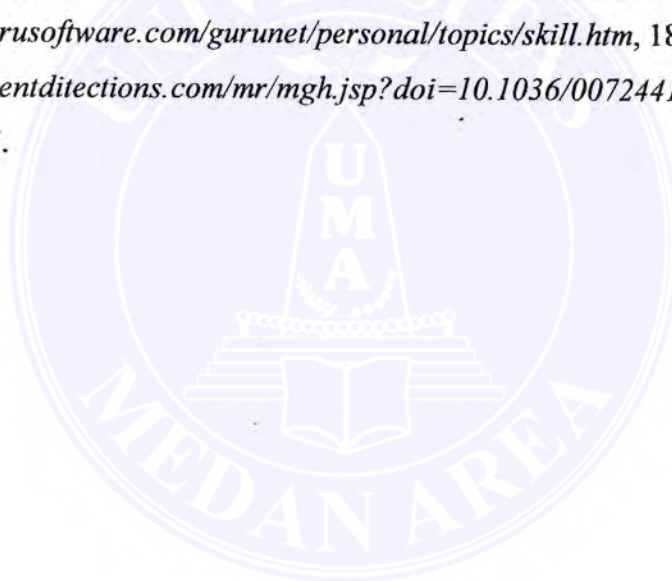 rusoftware.com/gurunet/personal/topics/skill.htm, 18
entditections.com/mr/mgh.jsp?doi=10.1036/007244
.
UNIVERSITAS
U
M
A
MEDAN AREA